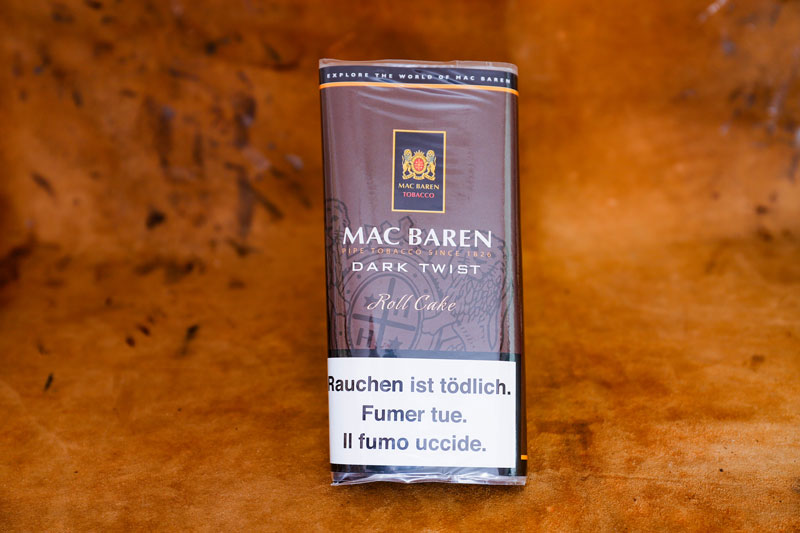 EXPLORE THE WORLD OF MAC BAREN
MAC BAREN
TOBACCO
MAC BAREN
PIPE TOBACCO SINCE 1826
DARK TWIST
Roll Cake
H
Rauchen ist tödlich.
Fumer tue.
Il fumo uccide.